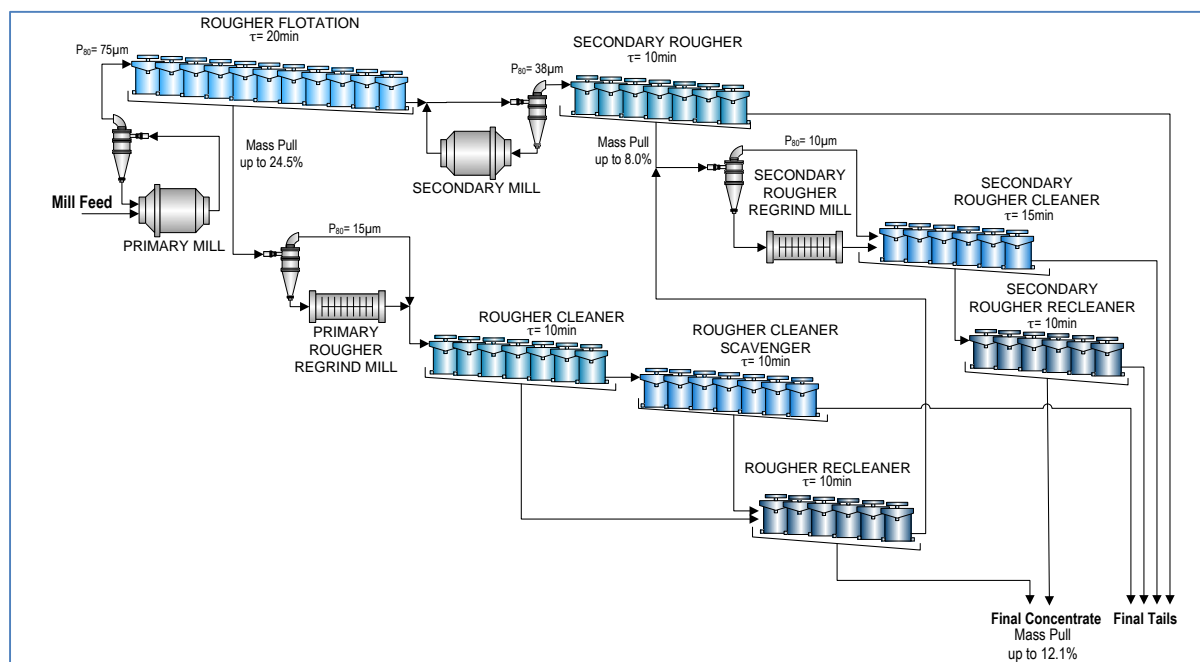 ROUGHER FLOTATION
τ= 20min
P₈₀= 75µm
SECONDARY ROUGHER
τ= 10min
P₈₀= 38µm
Mass Pull
up to 24.5%
SECONDARY MILL
Mass Pull
up to 8.0%
P₈₀= 10µm
SECONDARY
ROUGHER
REGRIND MILL
SECONDARY
ROUGHER CLEANER
τ= 15min
Mill Feed
PRIMARY MILL
P₈₀= 15µm
PRIMARY
ROUGHER
REGRIND MILL
ROUGHER CLEANER
τ= 10min
ROUGHER CLEANER
SCAVENGER
τ= 10min
SECONDARY
ROUGHER RECLEANER
τ= 10min
ROUGHER RECLEANER
τ= 10min
Final Concentrate
Mass Pull
up to 12.1%
Final Tails